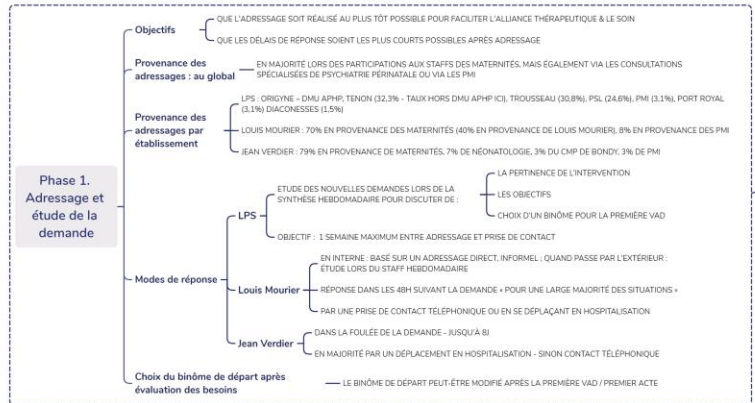 Phase 1.
Adressage et
étude de la
demande
Objectifs
QUE L'ADRESSAGE SOIT RÉALISÉ AU PLUS TÔT POSSIBLE POUR FACILITER L'ALLIANCE THÉRAPEUTIQUE & LE SOIN
QUE LES DÉLAIS DE RÉPONSE SOIENT LES PLUS COURTS POSSIBLES APRÈS ADRESSAGE
Provenance des
adressages : au global
EN MAJORITÉ LORS DES PARTICIPATIONS AUX STAFFS DES MATERNITÉS, MAIS ÉGALEMENT VIA LES CONSULTATIONS
SPÉCIALISÉES DE PSYCHIATRIE PÉRINATALE OU VIA LES PMI
Provenance des
adressages par
établissement
LPS : ORIGYNE – DMU APHP, TENON (32,3% - TAUX HORS DMU APHP ICI), TROUSSEAU (30,8%), PSL (24,6%), PMI (3,1%), PORT ROYAL
(3,1%) DIACONESSES (1,5%)
LOUIS MOURIER : 70% EN PROVENANCE DES MATERNITÉS (40% EN PROVENANCE DE LOUIS MOURIER), 8% EN PROVENANCE DES PMI
JEAN VERDIER : 79% EN PROVENANCE DE MATERNITÉS, 7% DE NÉONATOLOGIE, 3% DU CMP DE BONDY, 3% DE PMI
Modes de réponse
LPS
ETUDE DES NOUVELLES DEMANDES LORS DE LA
SYNTHÈSE HEBDOMADAIRE POUR DISCUTER DE :
LA PERTINENCE DE L'INTERVENTION
LES OBJECTIFS
CHOIX D'UN BINÔME POUR LA PREMIÈRE VAD
OBJECTIF : 1 SEMAINE MAXIMUM ENTRE ADRESSAGE ET PRISE DE CONTACT
Louis Mourier
EN INTERNE : BASÉ SUR UN ADRESSAGE DIRECT, INFORMEL ; QUAND PASSE PAR L'EXTÉRIEUR :
ÉTUDE LORS DU STAFF HEBDOMADAIRE
RÉPONSE DANS LES 48H SUIVANT LA DEMANDE « POUR UNE LARGE MAJORITÉ DES SITUATIONS »
PAR UNE PRISE DE CONTACT TÉLÉPHONIQUE OU EN SE DÉPLAÇANT EN HOSPITALISATION
Jean Verdier
DANS LA FOULÉE DE LA DEMANDE - JUSQU'À 8J
EN MAJORITÉ PAR UN DÉPLACEMENT EN HOSPITALISATION - SINON CONTACT TÉLÉPHONIQUE
Choix du binôme de départ après
évaluation des besoins
LE BINÔME DE DÉPART PEUT-ÊTRE MODIFIÉ APRÈS LA PREMIÈRE VAD / PREMIER ACTE